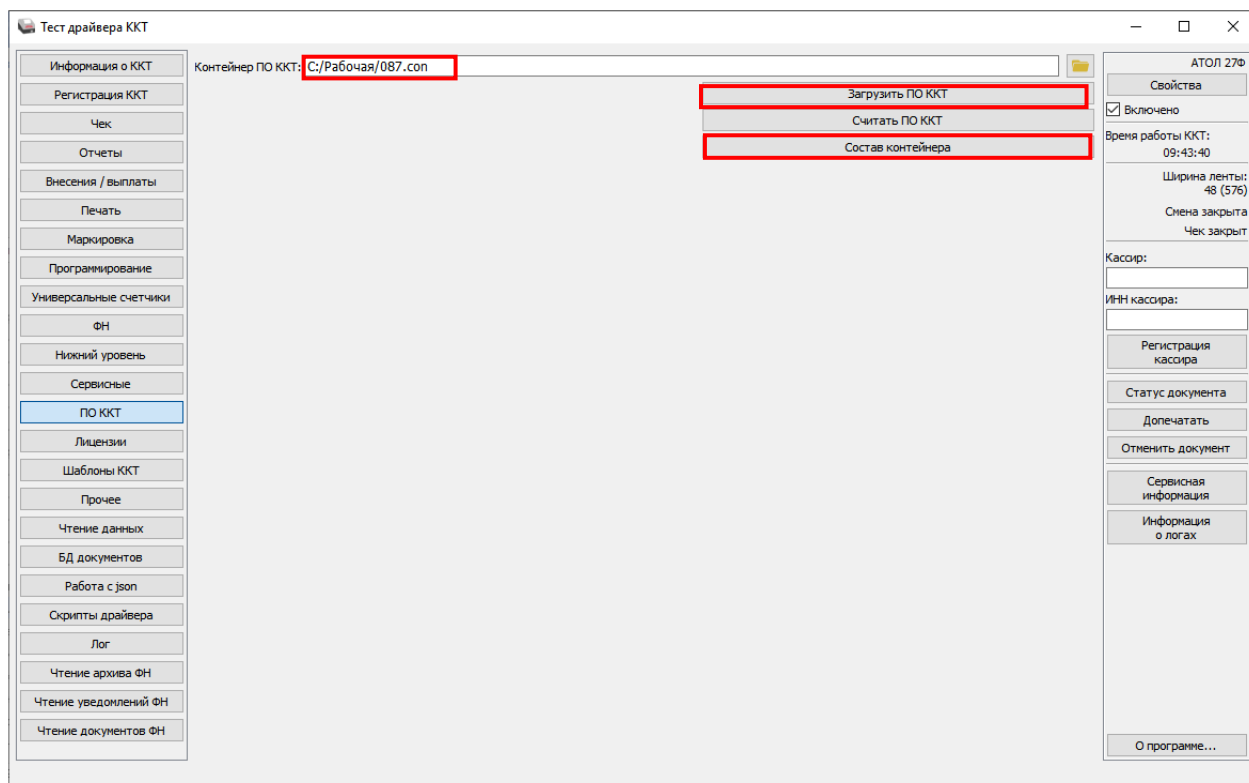 Тест драйвера ККТ
Информация о ККТ
Регистрация ККТ
Чек
Отчеты
Внесения / выплаты
Печать
Маркировка
Программирование
Универсальные счетчики
ФН
Нижний уровень
Сервисные
ПО ККТ
Лицензии
Шаблоны ККТ
Прочее
Чтение данных
БД документов
Работа с json
Скрипты драйвера
Лог
Чтение архива ФН
Чтение уведомлений ФН
Чтение документов ФН
Контейнер ПО ККТ: C:/Рабочая/087.con
Загрузить ПО ККТ
Считать ПО ККТ
Состав контейнера
АТОЛ 27Ф
Свойства
Включено
Время работы ККТ:
09:43:40
Ширина ленты:
48 (576)
Смена закрыта
Чек закрыт
Кассир:
ИНН кассира:
Регистрация
кассира
Статус документа
Допечатать
Отменить документ
Сервисная
информация
Информация
о логах
О программе...